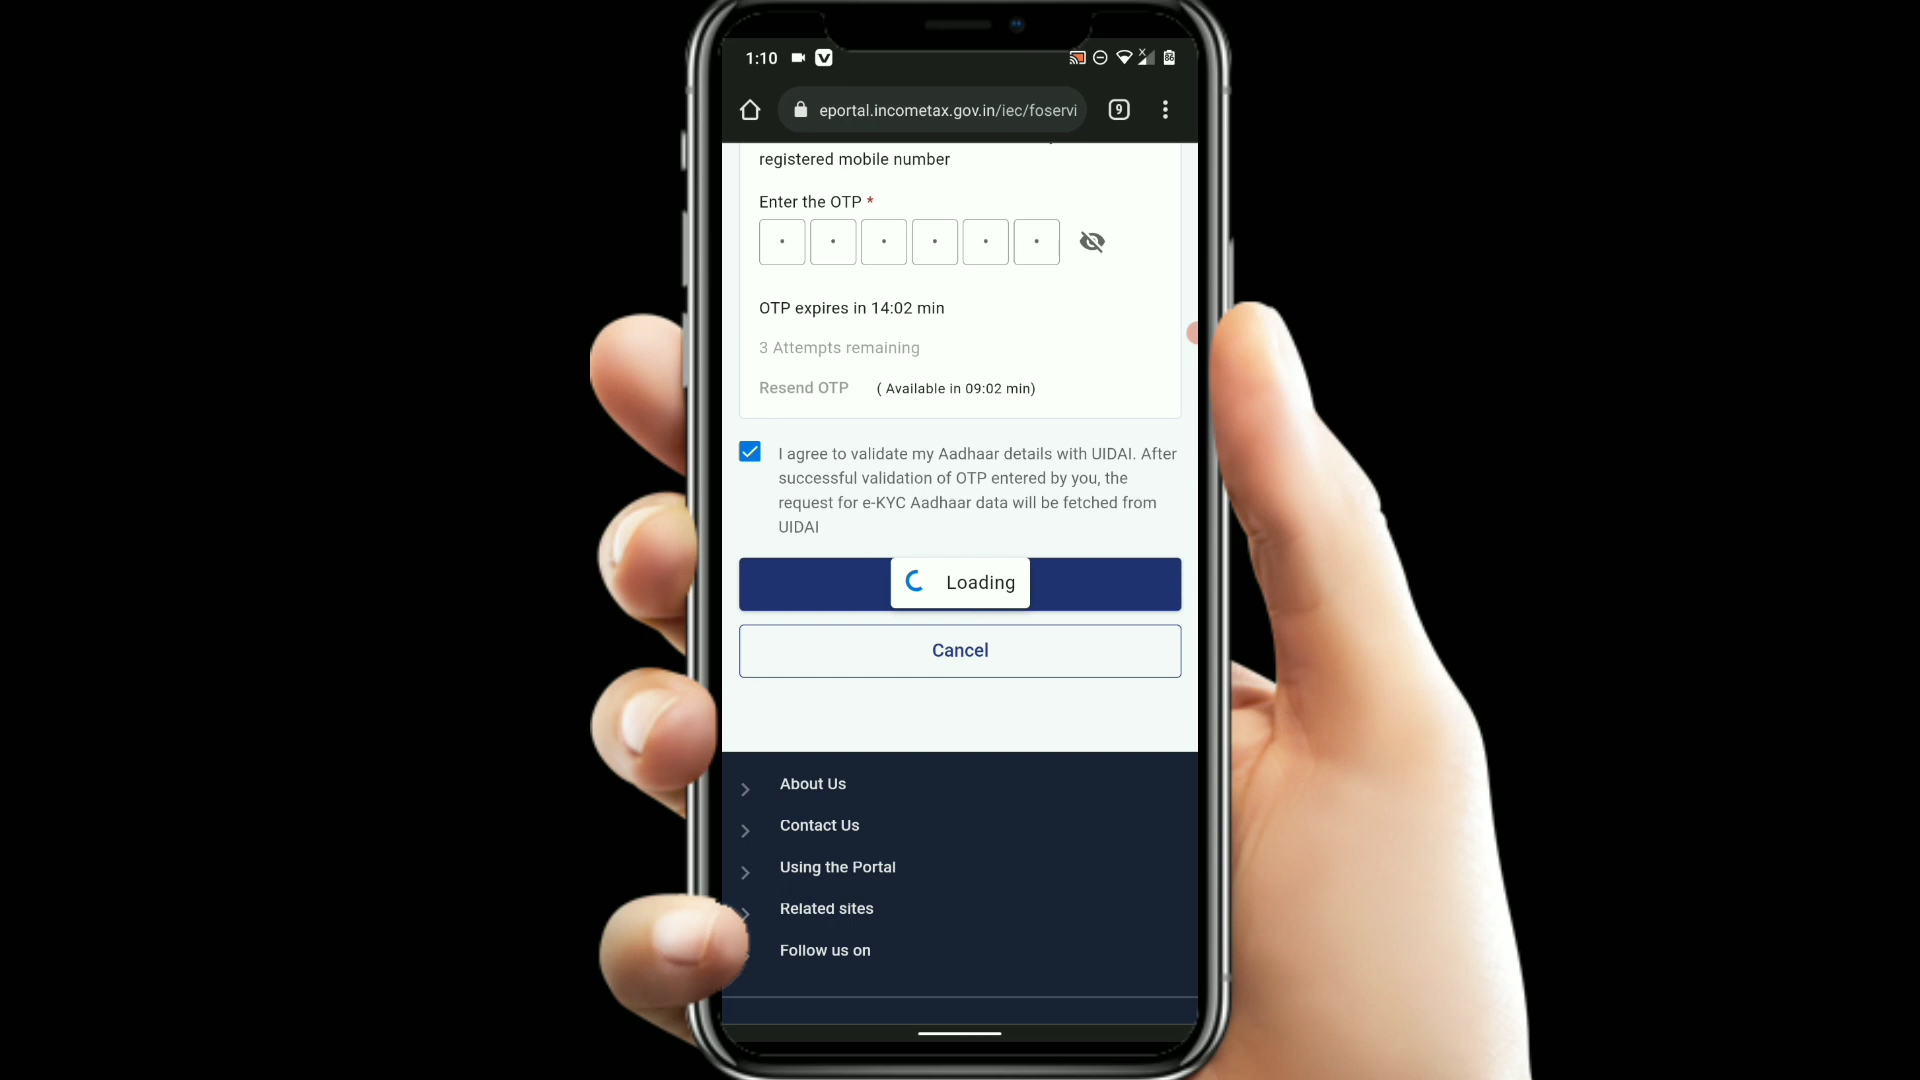 1:10
86
eportal.incometax.gov.in/iec/foservi
9
registered mobile number
Enter the OTP *
OTP expires in 14:02 min
3 Attempts remaining
Resend OTP ( Available in 09:02 min)
I agree to validate my Aadhaar details with UIDAI. After
successful validation of OTP entered by you, the
request for e-KYC Aadhaar data will be fetched from
UIDAI
Loading
Cancel
About Us
Contact Us
Using the Portal
Related sites
Follow us on